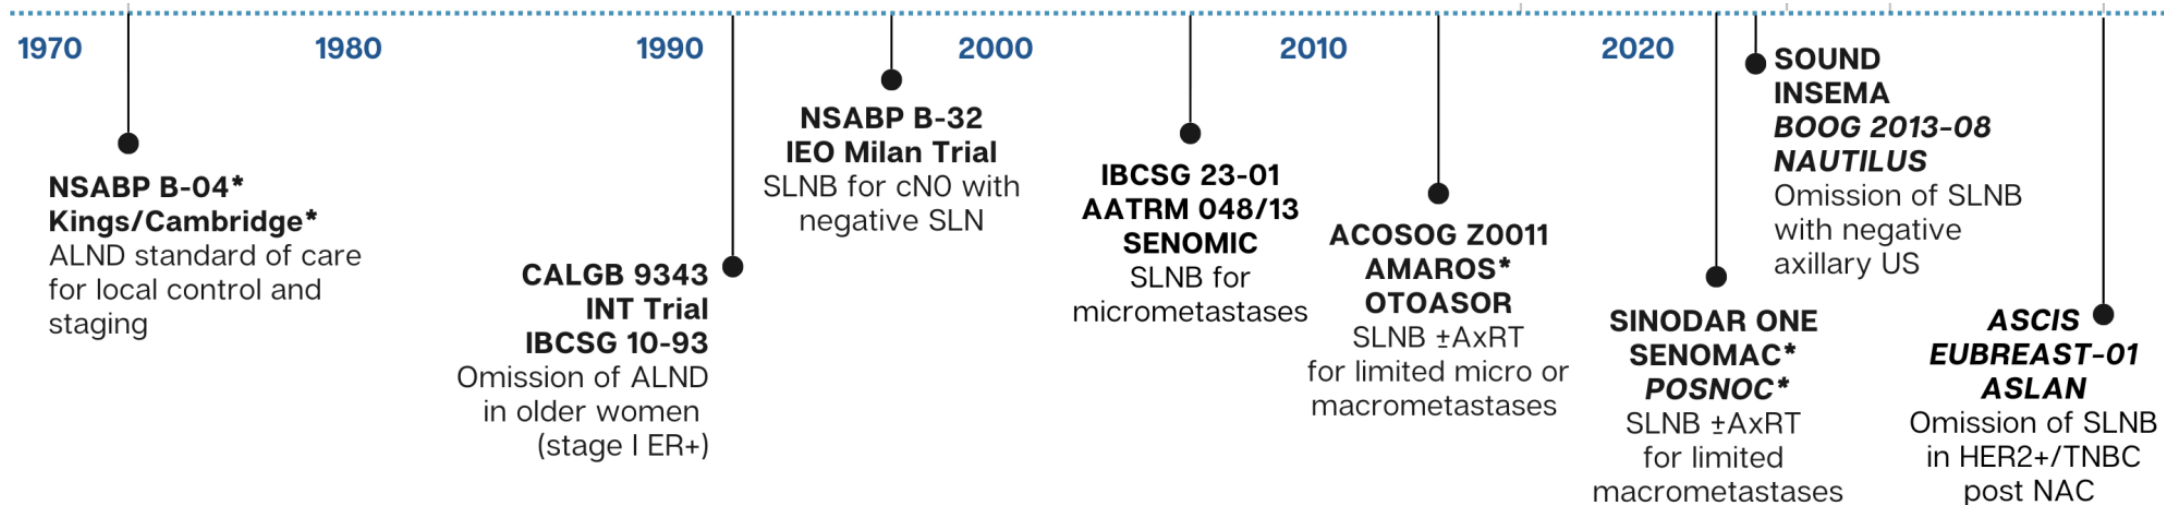 1970
1980
1990
2000
2010
2020
NSABP B-04*
Kings/Cambridge*
ALND standard of care
for local control and
staging
CALGB 9343
INT Trial
IBCSG 10-93
Omission of ALND
in older women
(stage I ER+)
NSABP B-32
IEO Milan Trial
SLNB for cN0 with
negative SLN
IBCSG 23-01
AATRM 048/13
SENOMIC
SLNB for
micrometastases
ACOSOG Z0011
AMAROS*
OTOASOR
SLNB ±AxRT
for limited micro or
macrometastases
SINODAR ONE
SENOMAC*
POSNOC*
SLNB ±AxRT
for limited
macrometastases
SOUND
INSEMA
BOOG 2013-08
NAUTILUS
Omission of SLNB
with negative
axillary US
ASCIS
EUBREAST-01
ASLAN
Omission of SLNB
in HER2+/TNBC
post NAC